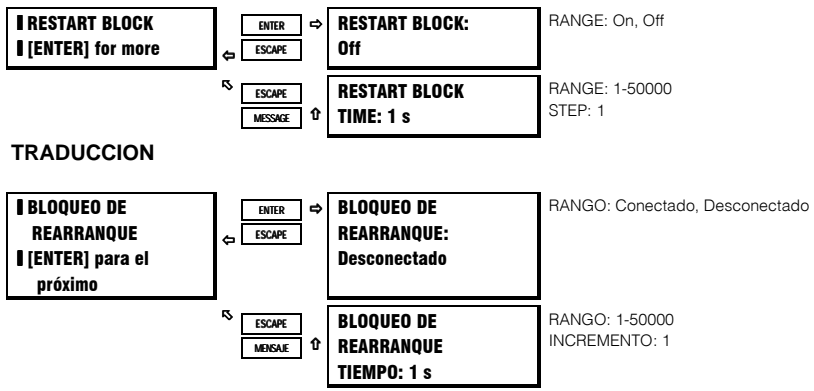 RESTART BLOCK
[ENTER] for more
ENTER
ESCAPE
RESTART BLOCK:
Off
RANGE: On, Off
ESCAPE
MESSAGE
RESTART BLOCK
TIME: 1 s
RANGE: 1-50000
STEP: 1
TRADUCCION
BLOQUEO DE
REARRANQUE
[ENTER] para el
próximo
ENTER
ESCAPE
BLOQUEO DE
REARRANQUE:
Desconectado
RANGO: Conectado, Desconectado
ESCAPE
MENSAJE
BLOQUEO DE
REARRANQUE
TIEMPO: 1 s
RANGO: 1-50000
INCREMENTO: 1